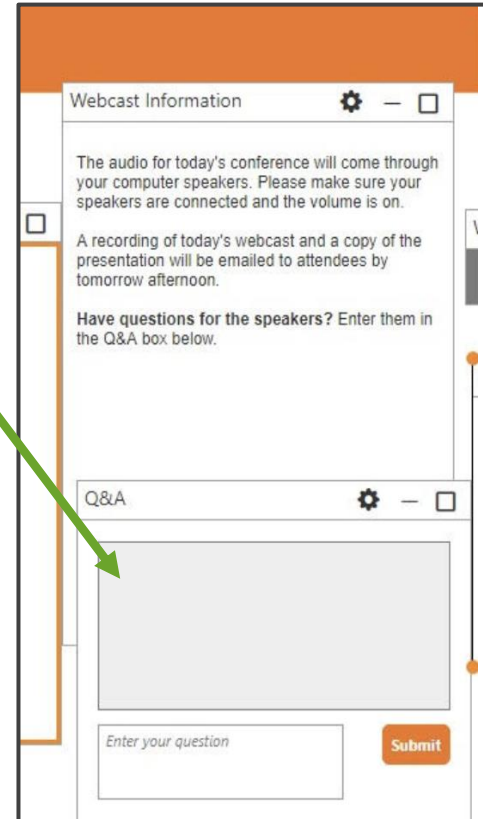 Webcast Information
The audio for today's conference will come through
your computer speakers. Please make sure your
speakers are connected and the volume is on.
A recording of today's webcast and a copy of the
presentation will be emailed to attendees by
tomorrow afternoon.
Have questions for the speakers? Enter them in
the Q&A box below.
Q&A
Enter your question
Submit